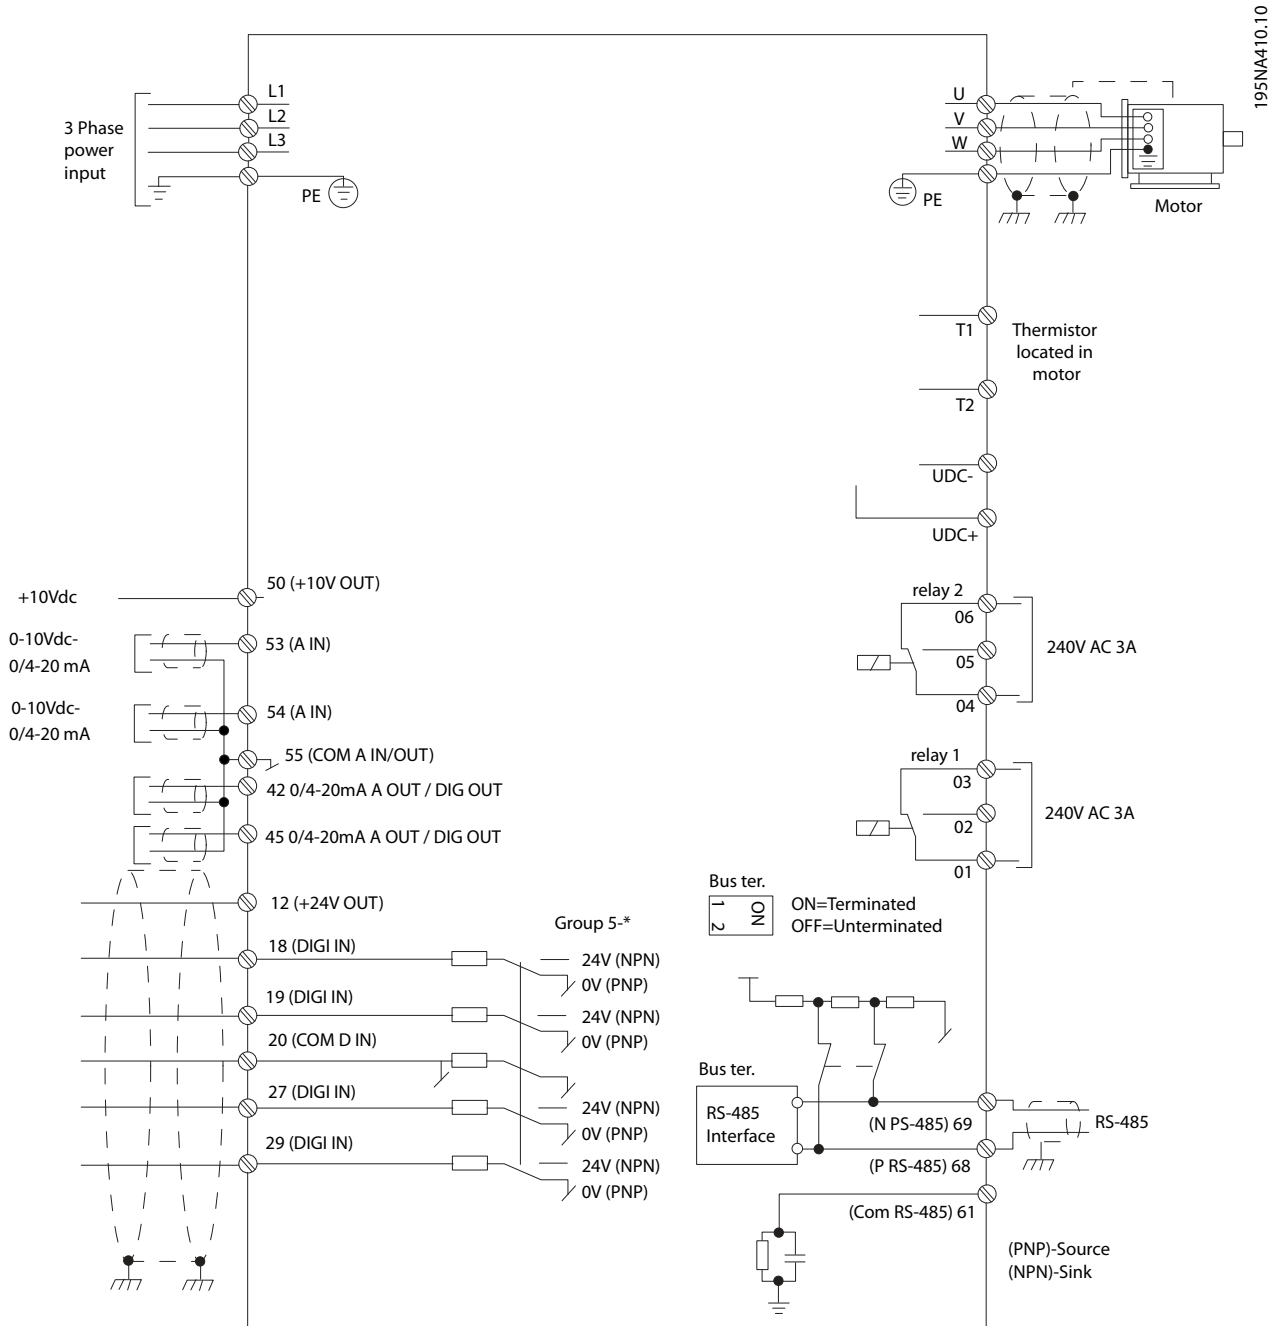 195NA410.10
3 Phase
power
input
L1
L2
L3
PE
U
V
W
PE
Motor
T1
Thermistor
located in
motor
T2
UDC-
UDC+
+10Vdc
50 (+10V OUT)
0-10Vdc-
0/4-20 mA
53 (A IN)
0-10Vdc-
0/4-20 mA
54 (A IN)
55 (COM A IN/OUT)
42 0/4-20mA A OUT / DIG OUT
45 0/4-20mA A OUT / DIG OUT
relay 2
06
05
04
240V AC 3A
relay 1
03
02
01
240V AC 3A
12 (+24V OUT)
18 (DIGI IN)
19 (DIGI IN)
20 (COM D IN)
27 (DIGI IN)
29 (DIGI IN)
Group 5-*
24V (NPN)
0V (PNP)
24V (NPN)
0V (PNP)
24V (NPN)
0V (PNP)
24V (NPN)
0V (PNP)
Bus ter.
1 2 ON
ON=Terminated
OFF=Unterminated
Bus ter.
RS-485
Interface
(N PS-485) 69
RS-485
(P RS-485) 68
(Com RS-485) 61
(PNP)-Source
(NPN)-Sink